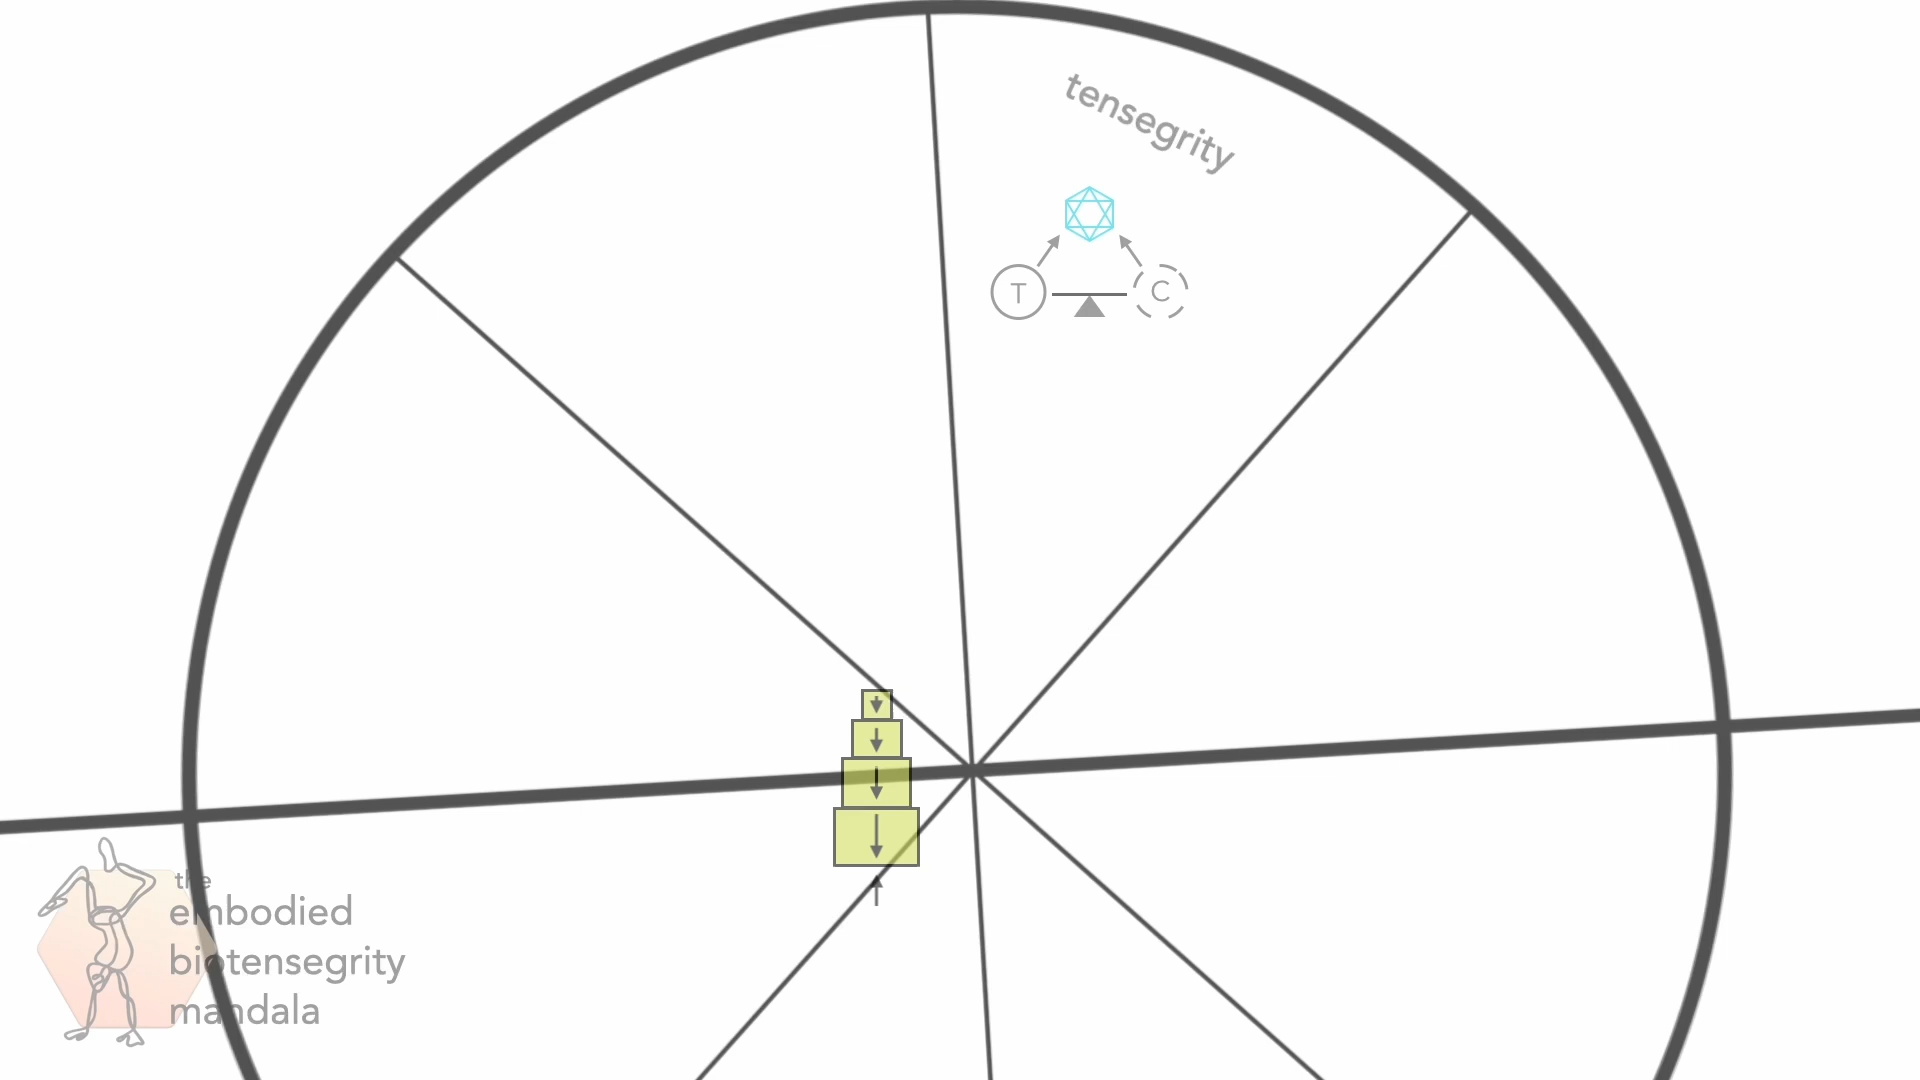 tensegrity
T
C
the
embodied
biotensegrity
mandala